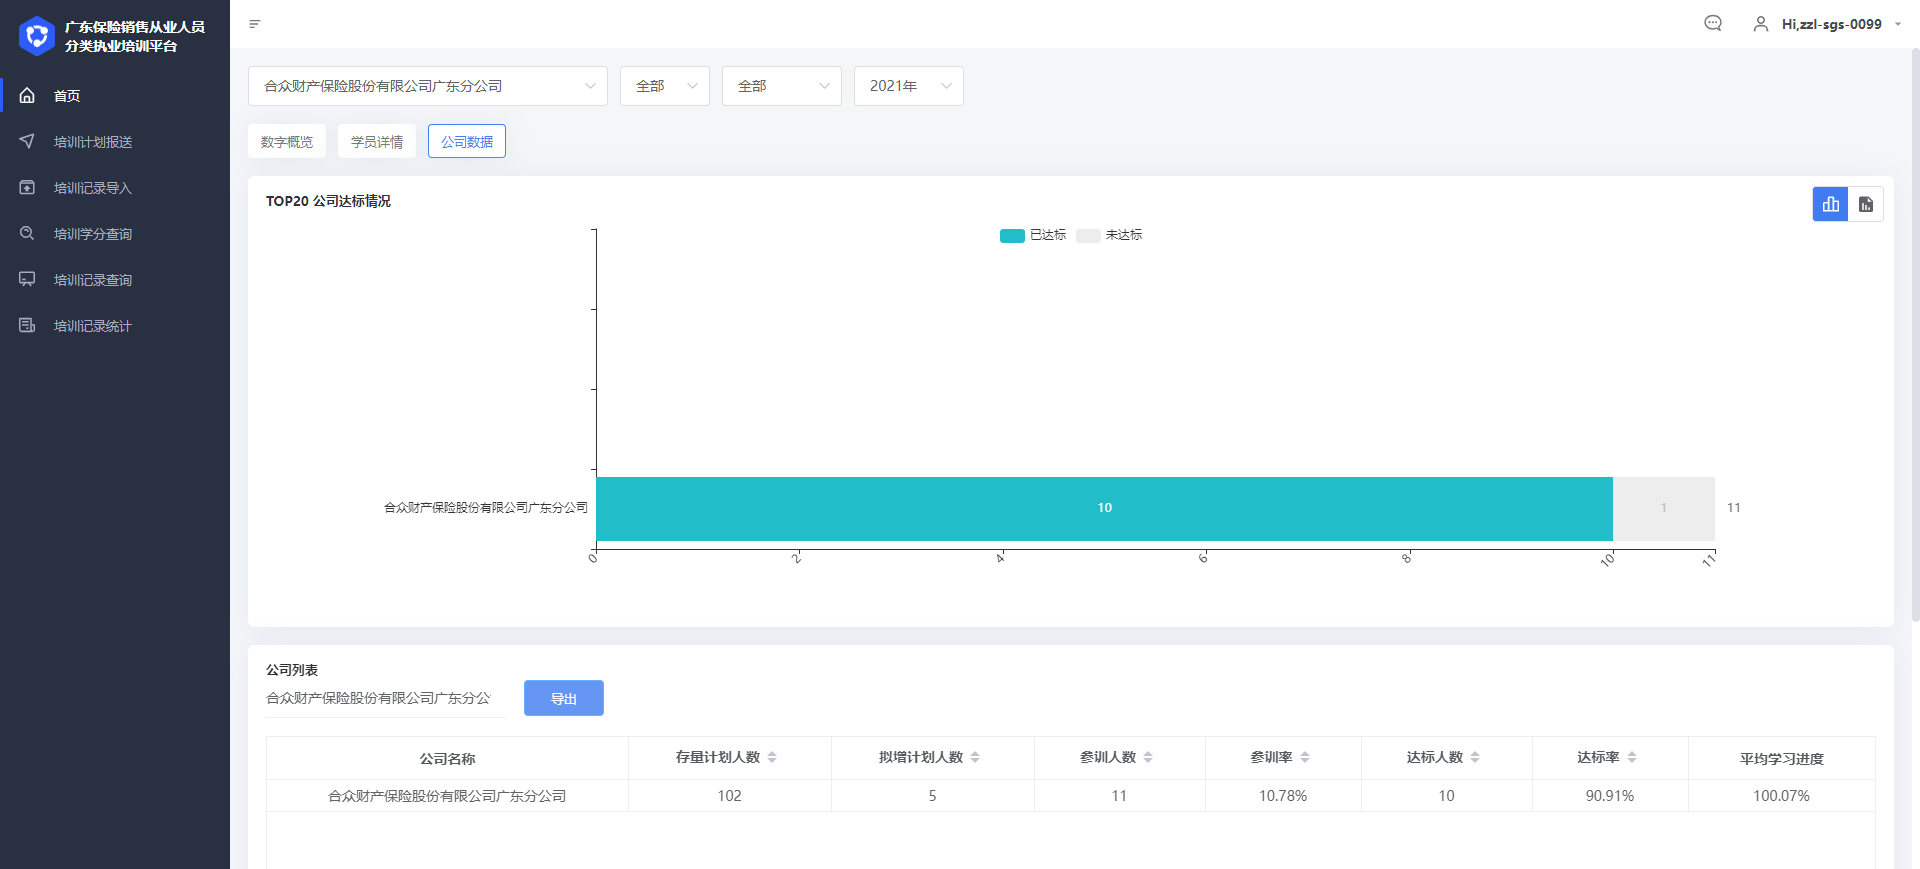 广东保险销售从业人员
分类执业培训平台
Hi,zzl-sgs-0099
首页
培训计划报送
培训记录导入
培训学分查询
培训记录查询
培训记录统计
合众财产保险股份有限公司广东分公司 全部 全部 2021年
数字概览 学员详情 公司数据
TOP20 公司达标情况
已达标 未达标
合众财产保险股份有限公司广东分公司 10 1 11
0 2 4 6 8 10 11
公司列表
合众财产保险股份有限公司广东分公 导出
公司名称 存量计划人数 拟增计划人数 参训人数 参训率 达标人数 达标率 平均学习进度
合众财产保险股份有限公司广东分公司 102 5 11 10.78% 10 90.91% 100.07%